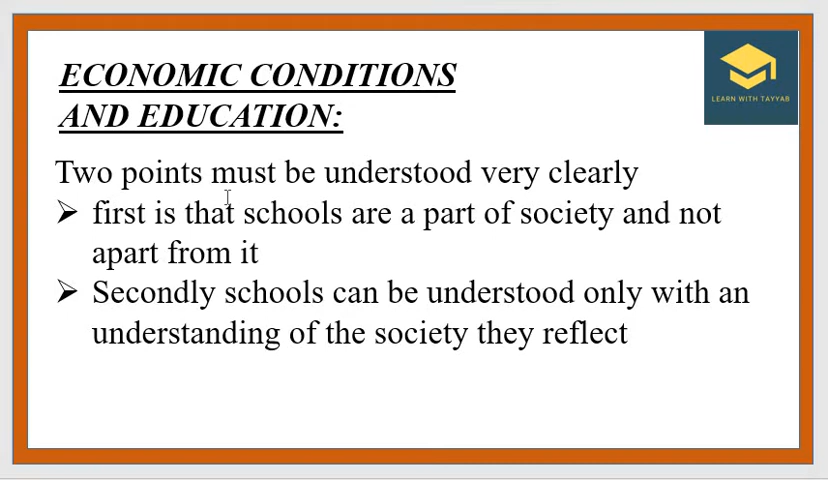 ECONOMIC CONDITIONS
AND EDUCATION:
LEARN WITH TAYYAB
Two points must be understood very clearly
➢ first is that schools are a part of society and not
apart from it
➢ Secondly schools can be understood only with an
understanding of the society they reflect